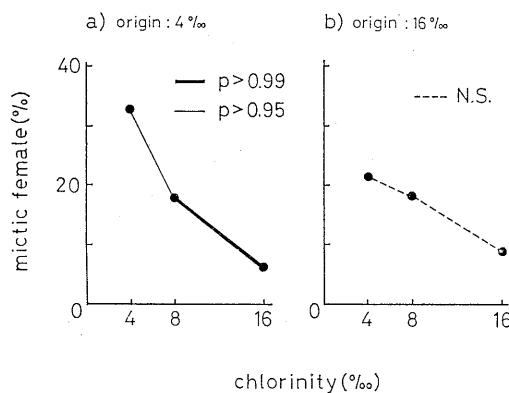 a) origin : 4‰
b) origin : 16‰
40
20
0
mictic female (%)
p > 0.99
p > 0.95
4 8 16
N.S.
0
4 8 16
chlorinity (‰)